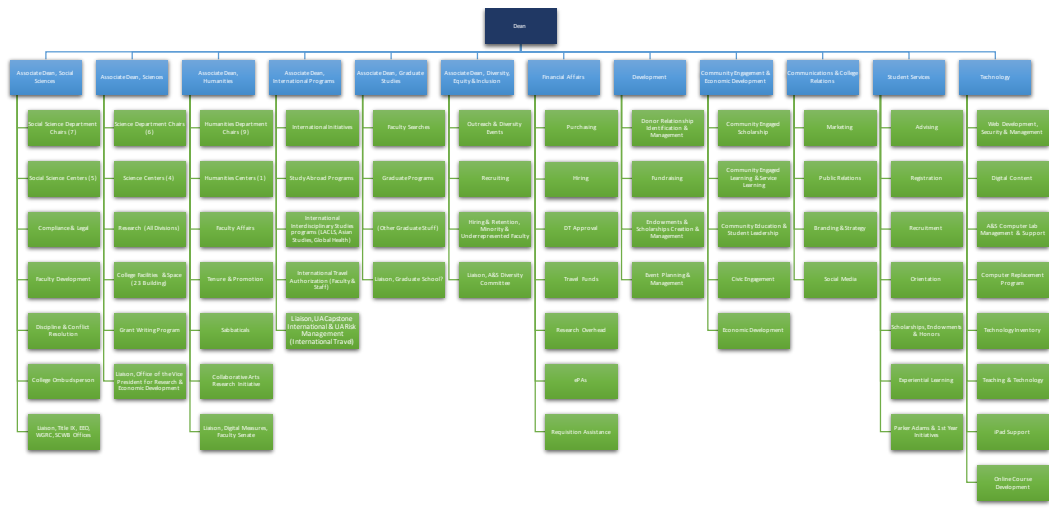 Dean
Associate Dean, Social
Sciences
Associate Dean, Sciences
Associate Dean,
Humanities
Associate Dean,
International Programs
Associate Dean, Graduate
Studies
Associate Dean, Diversity,
Equity & Inclusion
Financial Affairs
Development
Community Engagement &
Economic Development
Communications & College
Relations
Student Services
Technology
Social Science Department
Chairs (7)
Social Science Centers (5)
Compliance & Legal
Faculty Development
Discipline & Conflict
Resolution
College Ombudsperson
Liaison, Title IX, EEO,
WGRC, SCWB Offices
Science Department Chairs
(6)
Science Centers (4)
Research (All Divisions)
College Facilities & Space
(23 Building)
Grant Writing Program
Liaison, Office of the Vice
President for Research &
Economic Development
Humanities Department
Chairs (9)
Humanities Centers (1)
Faculty Affairs
Tenure & Promotion
Sabbaticals
Collaborative Arts
Research Initiative
Liaison, Digital Measures,
Faculty Senate
International Initiatives
Study Abroad Programs
International
Interdisciplinary Studies
programs (LACLS, Asian
Studies, Global Health)
International Travel
Authorization (Faculty &
Staff)
Liaison, UA Capstone
International & UA Risk
Management
(International Travel)
Faculty Searches
Graduate Programs
(Other Graduate Stuff)
Liaison, Graduate School?
Outreach & Diversity
Events
Recruiting
Hiring & Retention,
Minority &
Underrepresented Faculty
Liaison, A&S Diversity
Committee
Purchasing
Hiring
DT Approval
Travel Funds
Research Overhead
ePAs
Requisition Assistance
Donor Relationship
Identification &
Management
Fundraising
Endowments &
Scholarships Creation &
Management
Event Planning &
Management
Community Engaged
Scholarship
Community Engaged
Learning & Service
Learning
Community Education &
Student Leadership
Civic Engagement
Economic Development
Marketing
Public Relations
Branding & Strategy
Social Media
Advising
Registration
Recruitment
Orientation
Scholarships, Endowments
& Honors
Experiential Learning
Parker Adams & 1st Year
Initiatives
Web Development,
Security & Management
Digital Content
A&S Computer Lab
Management & Support
Computer Replacement
Program
Technology Inventory
Teaching & Technology
iPad Support
Online Course
Development